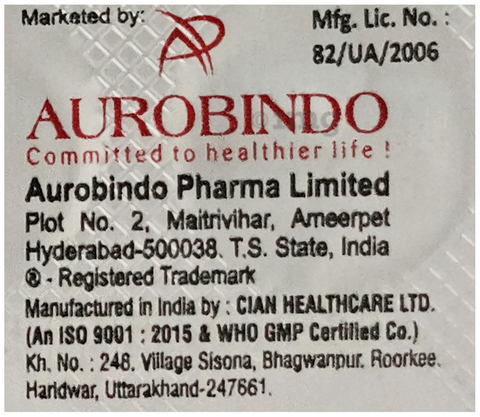 Marketed by:
Mfg. Lic. No. :
82/UA/2006
AUROBINDO
Committed to healthier life !
Aurobindo Pharma Limited
Plot No. 2, Maitrivihar, Ameerpet
Hyderabad-500038. T.S. State, India
® - Registered Trademark
Manufactured in India by : CIAN HEALTHCARE LTD.
(An ISO 9001 : 2015 & WHO GMP Certified Co.)
Kh. No. : 248, Village Sisona, Bhagwanpur, Roorkee,
Haridwar, Uttarakhand-247661.